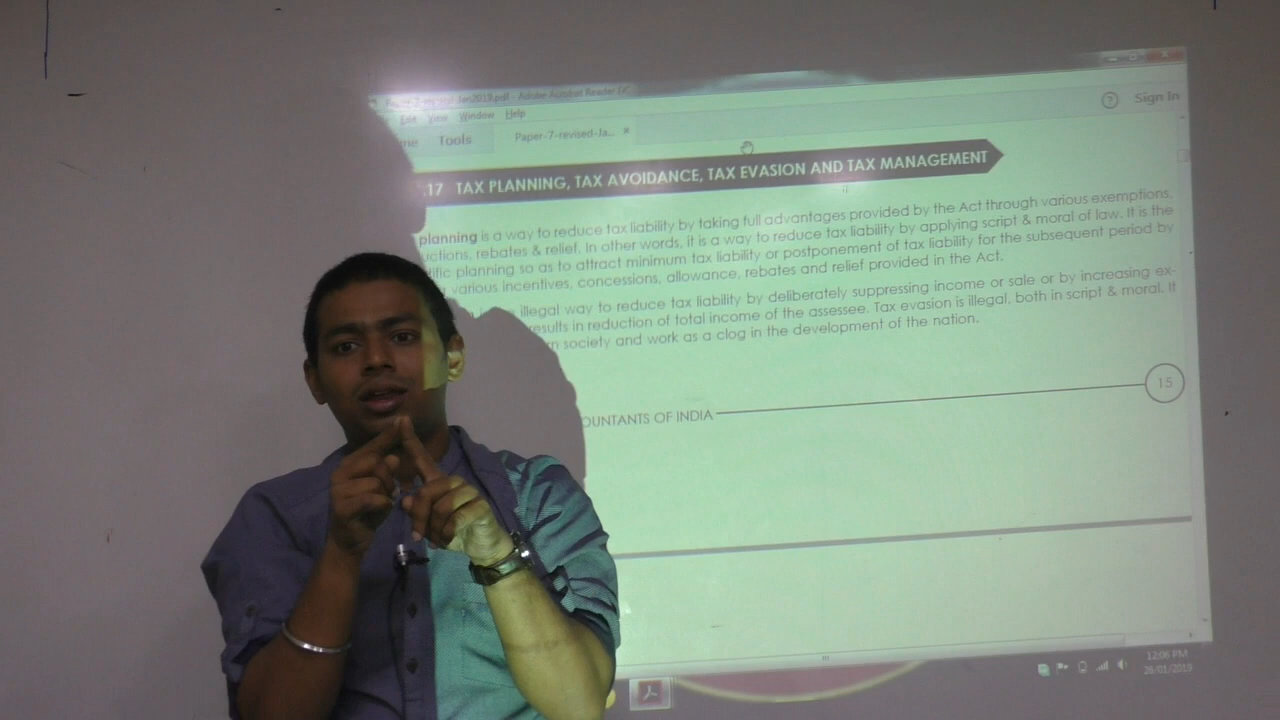 Adobe Acrobat Reader DC
Edit View Window Help
Tools Paper-7-revised-Ja... × ? Sign In
17 TAX PLANNING, TAX AVOIDANCE, TAX EVASION AND TAX MANAGEMENT
planning is a way to reduce tax liability by taking full advantages provided by the Act through various exemptions,
uctions, rebates & relief. In other words, it is a way to reduce tax liability by applying script & moral of law. It is the
tific planning so as to attract minimum tax liability or postponement of tax liability for the subsequent period by
various incentives, concessions, allowance, rebates and relief provided in the Act.
illegal way to reduce tax liability by deliberately suppressing income or sale or by increasing ex-
results in reduction of total income of the assessee. Tax evasion is illegal, both in script & moral. It
rn society and work as a clog in the development of the nation.
15
OUNTANTS OF INDIA
12:06 PM
26/01/2019